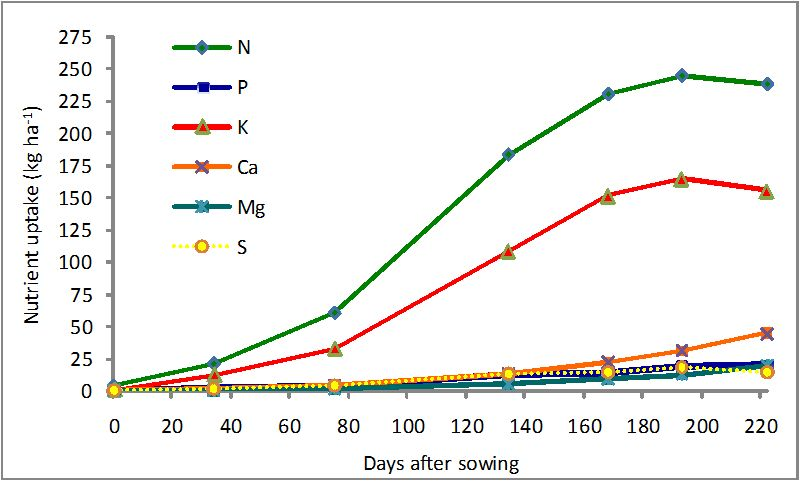 275
250
225
200
175
150
125
100
75
50
25
0
Nutrient uptake (kg ha⁻¹)
N
P
K
Ca
Mg
S
0 20 40 60 80 100 120 140 160 180 200 220
Days after sowing